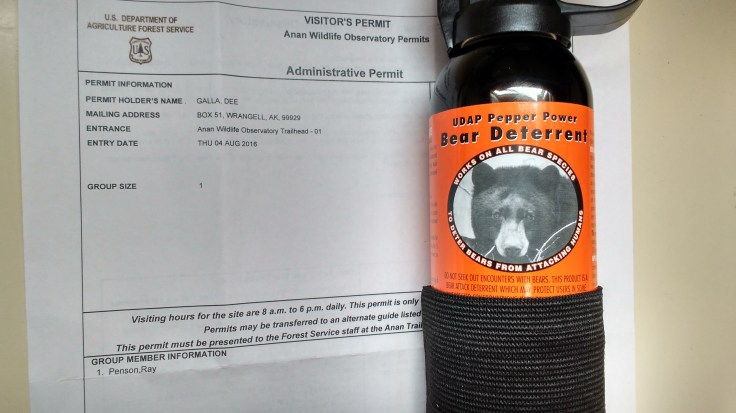 U.S. DEPARTMENT OF
AGRICULTURE FOREST SERVICE
US
VISITOR'S PERMIT
Anan Wildlife Observatory Permits
Administrative Permit
PERMIT INFORMATION
PERMIT HOLDER'S NAME GALLA, DEE
MAILING ADDRESS BOX 51, WRANGELL, AK, 99929
ENTRANCE Anan Wildlife Observatory Trailhead - 01
ENTRY DATE THU 04 AUG 2016
GROUP SIZE 1
Visiting hours for the site are 8 a.m. to 6 p.m. daily. This permit is only
Permits may be transferred to an alternate guide listed
This permit must be presented to the Forest Service staff at the Anan Trail
GROUP MEMBER INFORMATION
1. Penson,Ray
UDAP Pepper Power
Bear Deterrent
WORKS ON ALL BEAR SPECIES
TO DETER BEARS FROM ATTACKING HUMANS
DO NOT SEEK OUT ENCOUNTERS WITH BEARS. THIS PRODUCT IS A
BEAR ATTACK DETERRENT WHICH MAY PROTECT USERS IN SOME